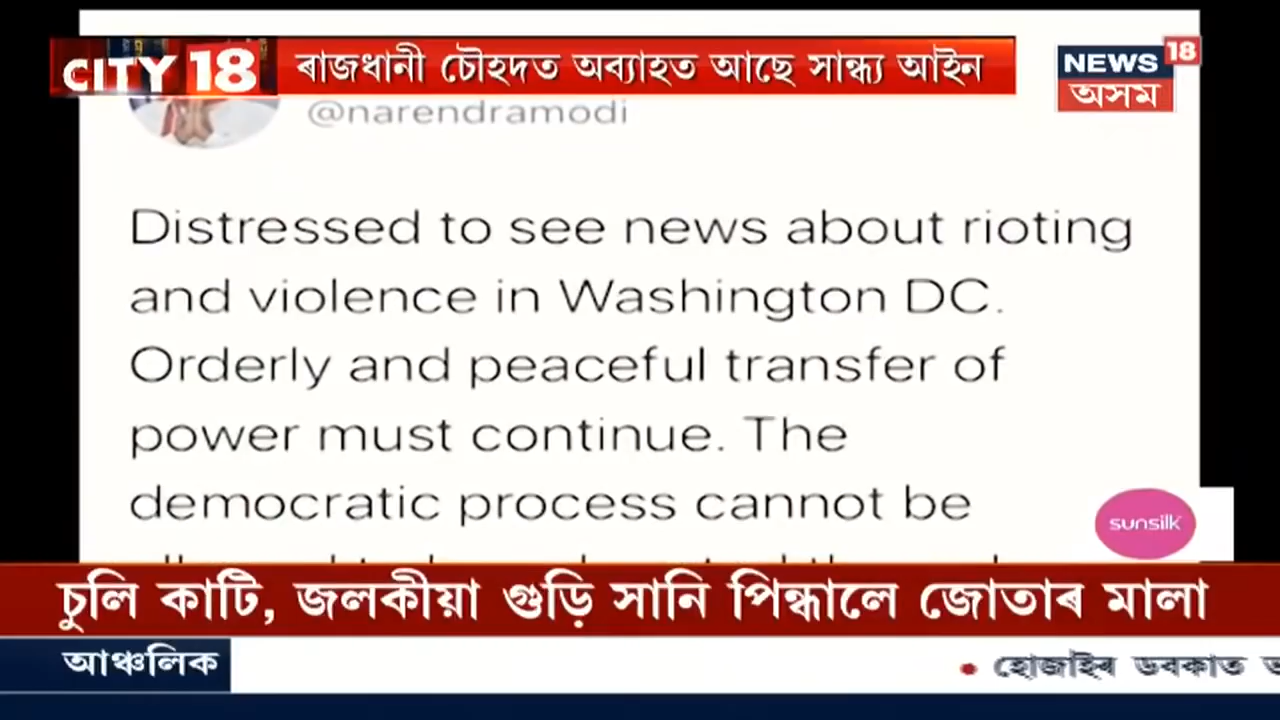 CITY 18
ৰাজধানী চৌহদত অব্যাহত আছে সান্ধ্য আইন
NEWS 18
অসম
@narendramodi
Distressed to see news about rioting
and violence in Washington DC.
Orderly and peaceful transfer of
power must continue. The
democratic process cannot be
sunsilk
চুলি কাটি, জলকীয়া গুড়ি সানি পিন্ধালে জোতাৰ মালা
আঞ্চলিক
• হোজাইৰ ডবকাত